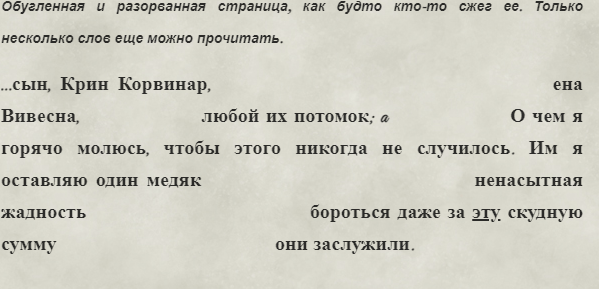 Обугленная и разорванная страница, как будто кто-то сжег ее. Только
несколько слов еще можно прочитать.
...сын, Крин Корвинар, ена
Вивесна, любой их потомок; а О чем я
горячо молюсь, чтобы этого никогда не случилось. Им я
оставляю один медяк ненасытная
жадность бороться даже за эту скудную
сумму они заслужили.